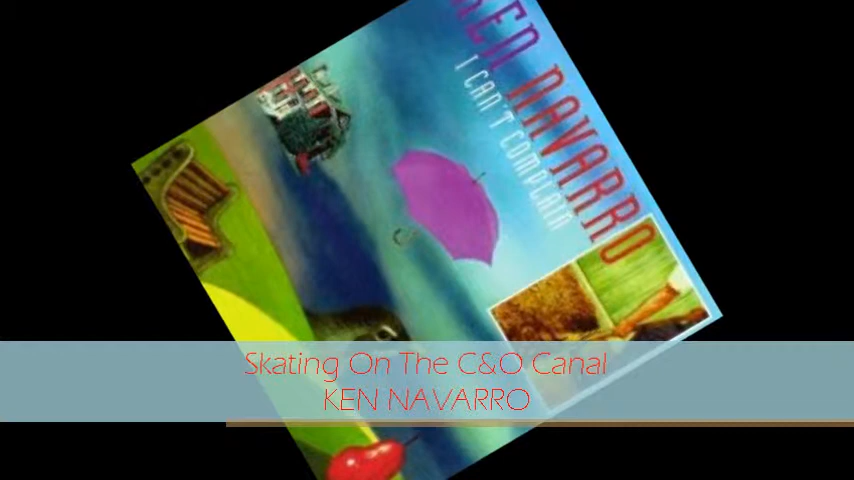 KEN NAVARRO
I CAN'T COMPLAIN
Skating On The C&O Canal
KEN NAVARRO